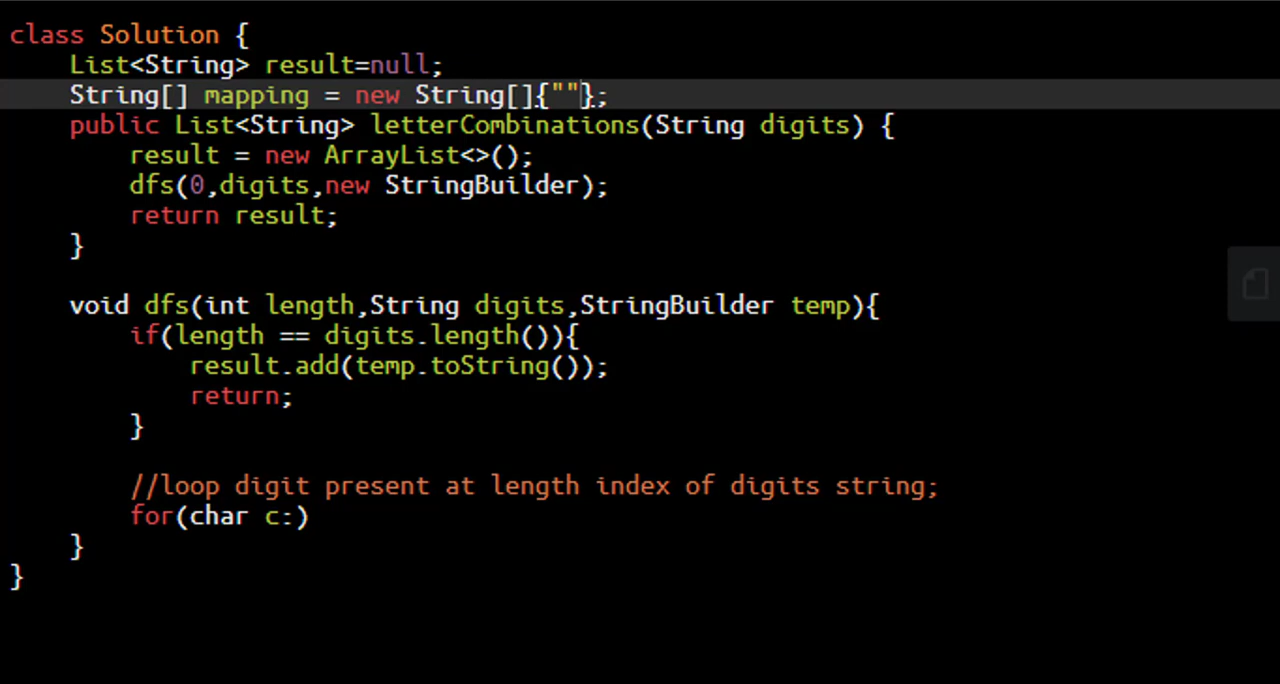 class Solution {
    List<String> result=null;
    String[] mapping = new String[]{""};
    public List<String> letterCombinations(String digits) {
        result = new ArrayList<>();
        dfs(0,digits,new StringBuilder);
        return result;
    }

    void dfs(int length,String digits,StringBuilder temp){
        if(length == digits.length()){
            result.add(temp.toString());
            return;
        }

        //loop digit present at length index of digits string;
        for(char c:)
    }
}